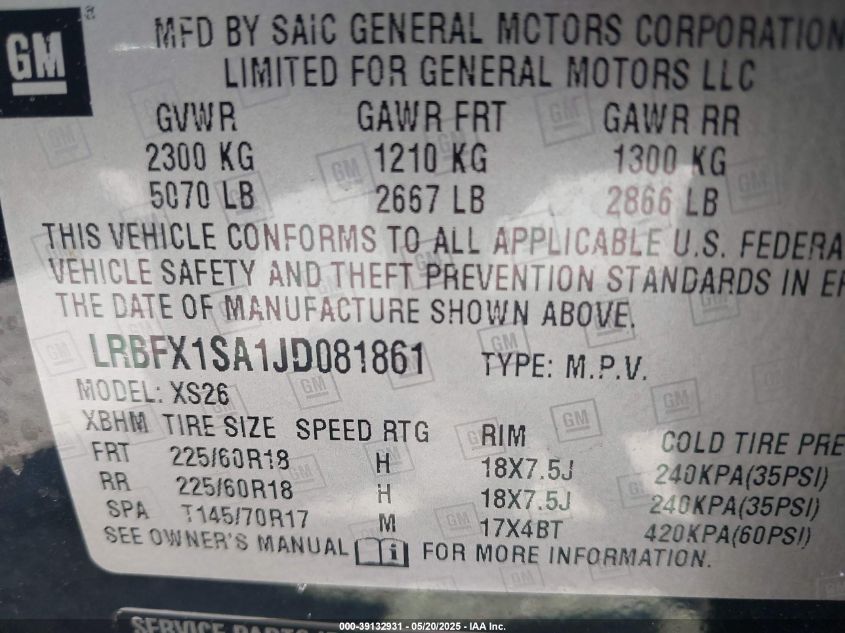 GM
MFD BY SAIC GENERAL MOTORS CORPORATION
LIMITED FOR GENERAL MOTORS LLC
GVWR GAWR FRT GAWR RR
2300 KG 1210 KG 1300 KG
5070 LB 2667 LB 2866 LB
THIS VEHICLE CONFORMS TO ALL APPLICABLE U.S. FEDERA
VEHICLE SAFETY AND THEFT PREVENTION STANDARDS IN EF
THE DATE OF MANUFACTURE SHOWN ABOVE.
LRBFX1SA1JD081861 TYPE: M.P.V.
MODEL: XS26
XBHM TIRE SIZE SPEED RTG RIM COLD TIRE PRE
FRT 225/60R18 H 18X7.5J 240KPA(35PSI)
RR 225/60R18 H 18X7.5J 240KPA(35PSI)
SPA T145/70R17 M 17X4BT 420KPA(60PSI)
SEE OWNER'S MANUAL i FOR MORE INFORMATION.
SERVICE PARTS
000-39132931 - 05/20/2025 - IAA Inc.